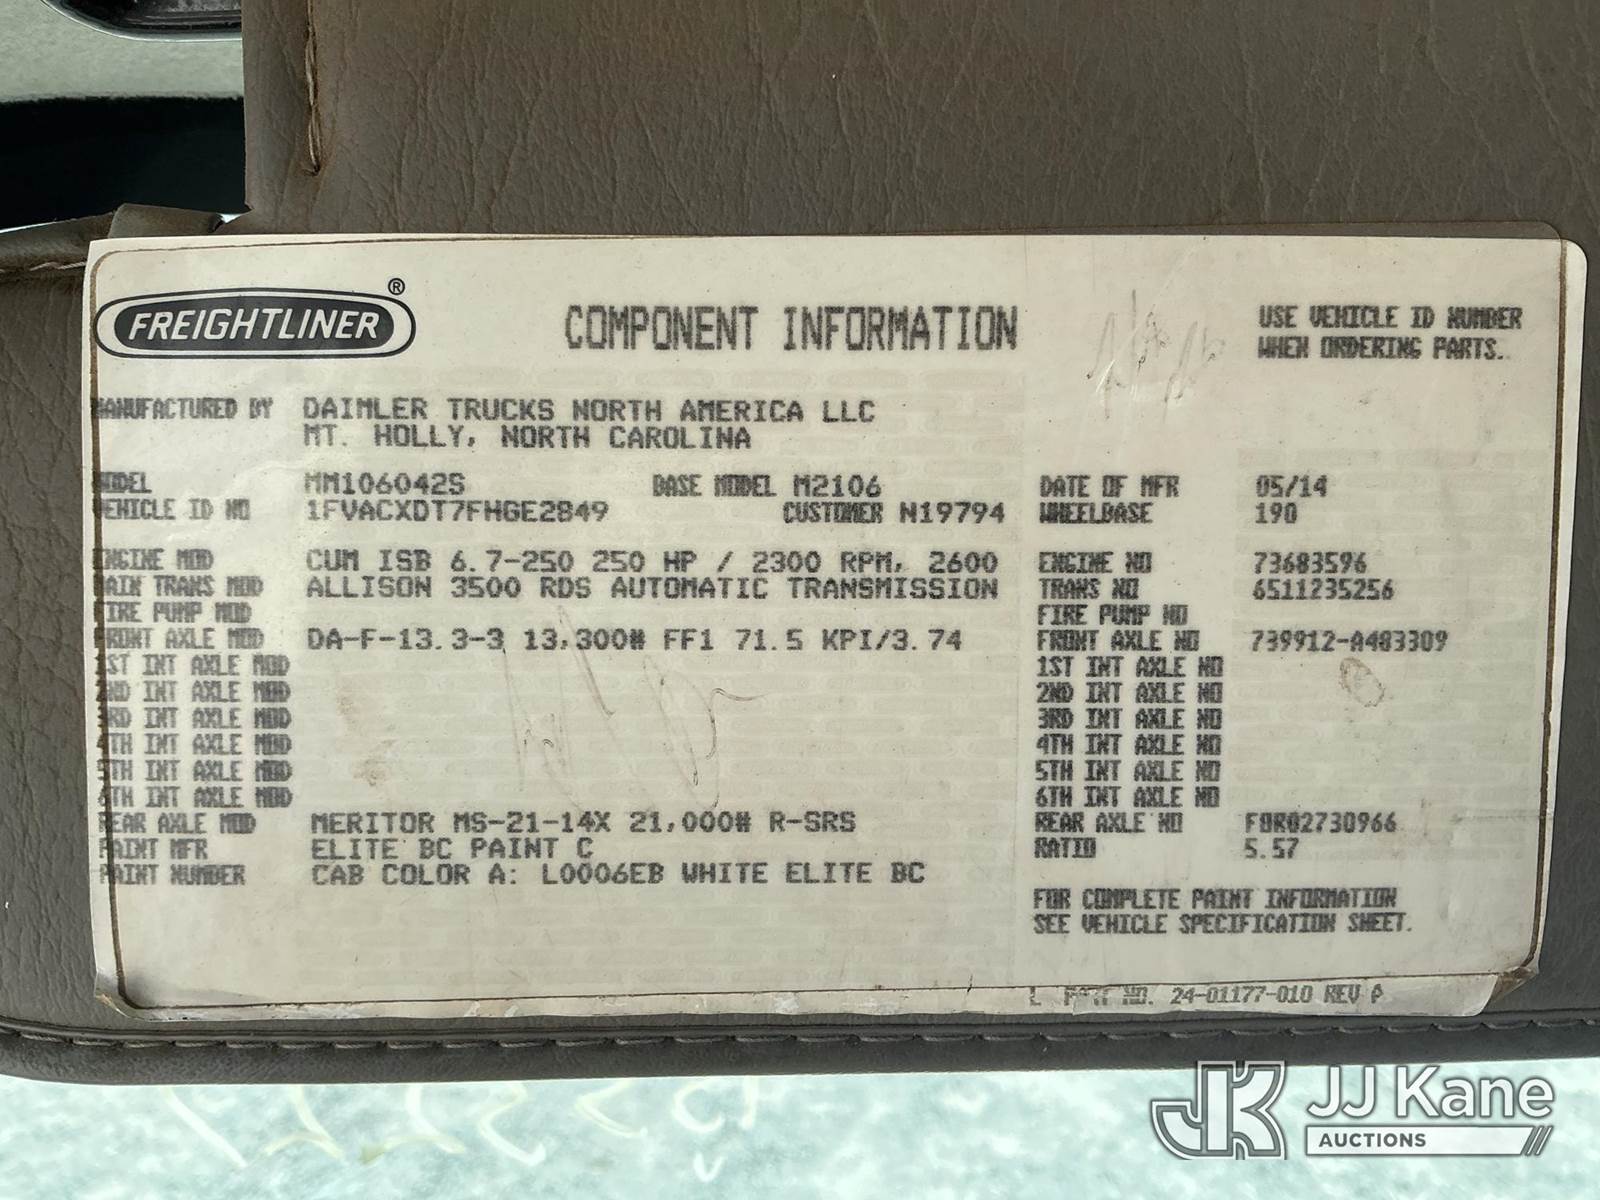 FREIGHTLINER ®
COMPONENT INFORMATION
USE VEHICLE ID NUMBER
WHEN ORDERING PARTS.
MANUFACTURED BY DAIMLER TRUCKS NORTH AMERICA LLC
MT. HOLLY, NORTH CAROLINA
MODEL MM106042S BASE MODEL M2106 DATE OF MFR 05/14
VEHICLE ID NO 1FVACXDT7FHGE2849 CUSTOMER N19794 WHEELBASE 190
ENGINE MOD CUM ISB 6.7-250 250 HP / 2300 RPM, 2600 ENGINE NO 73683596
MAIN TRANS MOD ALLISON 3500 RDS AUTOMATIC TRANSMISSION TRANS NO 6511235256
FIRE PUMP MOD FIRE PUMP NO
FRONT AXLE MOD DA-F-13.3-3 13,300# FF1 71.5 KPI/3.74 FRONT AXLE NO 739912-A483309
1ST INT AXLE MOD 1ST INT AXLE NO
2ND INT AXLE MOD 2ND INT AXLE NO
3RD INT AXLE MOD 3RD INT AXLE NO
4TH INT AXLE MOD 4TH INT AXLE NO
5TH INT AXLE MOD 5TH INT AXLE NO
6TH INT AXLE MOD 6TH INT AXLE NO
REAR AXLE MOD MERITOR MS-21-14X 21,000# R-SRS REAR AXLE NO FOR02730966
PAINT MFR ELITE BC PAINT C RATIO 5.57
PAINT NUMBER CAB COLOR A: L0006EB WHITE ELITE BC
FOR COMPLETE PAINT INFORMATION
SEE VEHICLE SPECIFICATION SHEET.
PART NO. 24-01177-010 REV A
JK JJ Kane
AUCTIONS